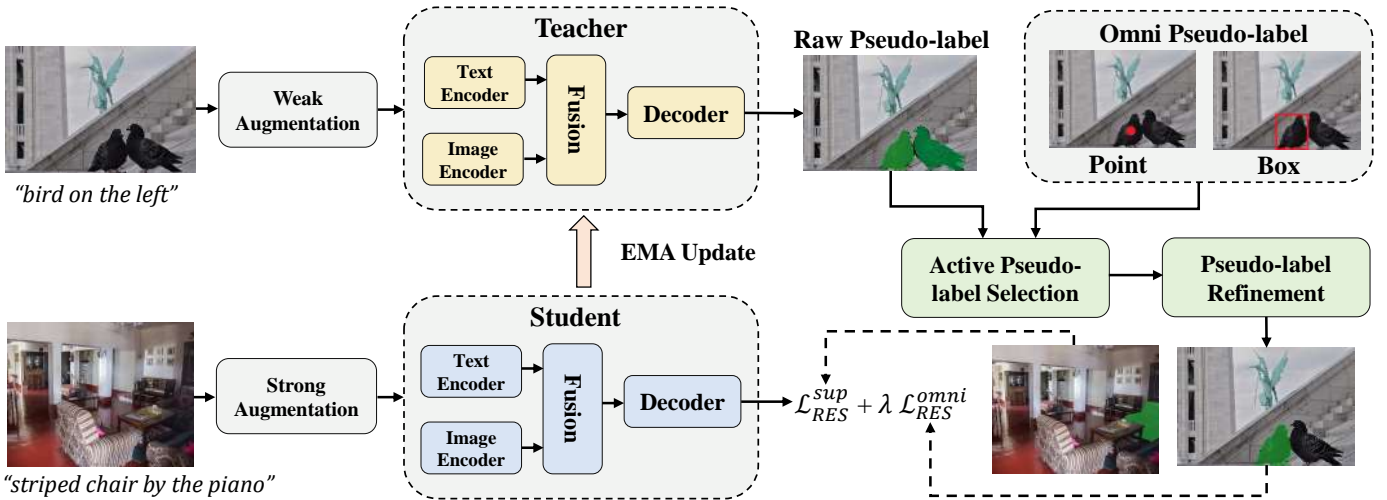 Teacher
Text
Encoder
Image
Encoder
Fusion
Decoder
Weak
Augmentation
“bird on the left”
Raw Pseudo-label
Omni Pseudo-label
Point
Box
EMA Update
Active Pseudo-
label Selection
Pseudo-label
Refinement
Student
Text
Encoder
Image
Encoder
Fusion
Decoder
Strong
Augmentation
“striped chair by the piano”
ℒ_{RES}^{sup} + λ ℒ_{RES}^{omni}